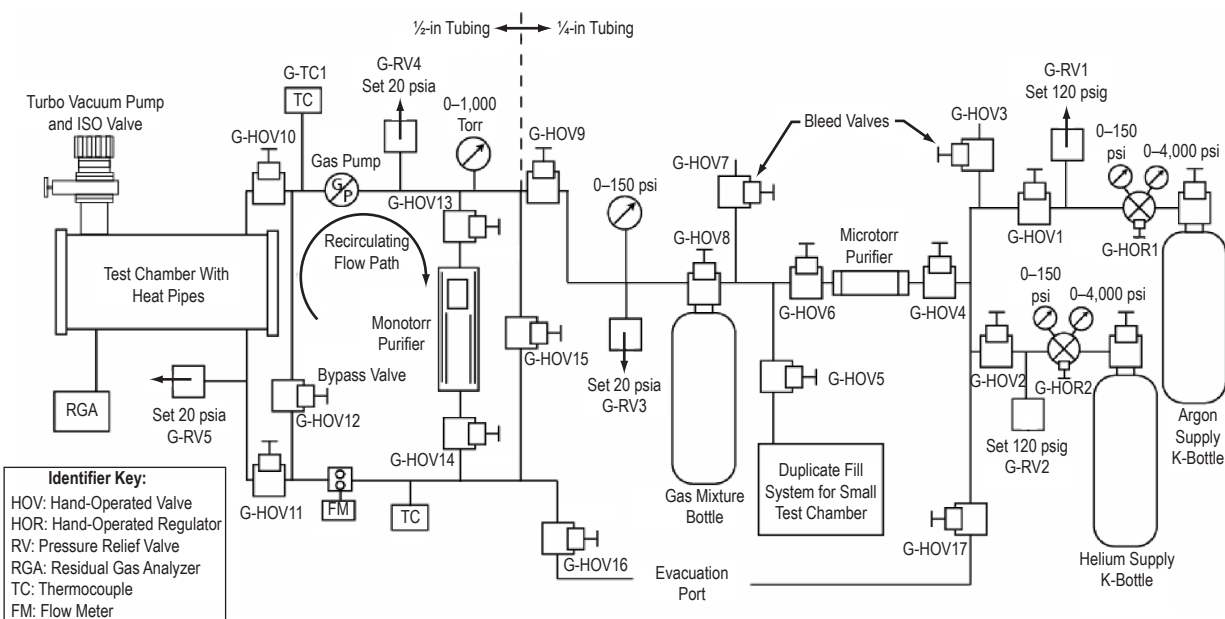 ½-in Tubing
¼-in Tubing
G-TC1
TC
G-RV4
Set 20 psia
0–1,000
Torr
Turbo Vacuum Pump
and ISO Valve
G-HOV10
Gas Pump
G
P
G-HOV9
G-HOV13
Bleed Valves
G-HOV3
G-RV1
Set 120 psig
0–150
psi
0–4,000 psi
G-HOV7
0–150 psi
G-HOV8
G-HOV1
G-HOR1
Microtorr
Purifier
Test Chamber With
Heat Pipes
Recirculating
Flow Path
Monotorr
Purifier
G-HOV6
G-HOV4
0–150
psi
0–4,000 psi
G-HOV15
G-HOV2
G-HOR2
Bypass Valve
G-HOV12
Set 20 psia
G-RV3
G-HOV5
RGA
Set 20 psia
G-RV5
Set 120 psig
G-RV2
Argon
Supply
K-Bottle
G-HOV14
G-HOV11
FM
TC
Gas Mixture
Bottle
Duplicate Fill
System for Small
Test Chamber
G-HOV16
G-HOV17
Helium Supply
K-Bottle
Evacuation
Port
Identifier Key:
HOV: Hand-Operated Valve
HOR: Hand-Operated Regulator
RV: Pressure Relief Valve
RGA: Residual Gas Analyzer
TC: Thermocouple
FM: Flow Meter